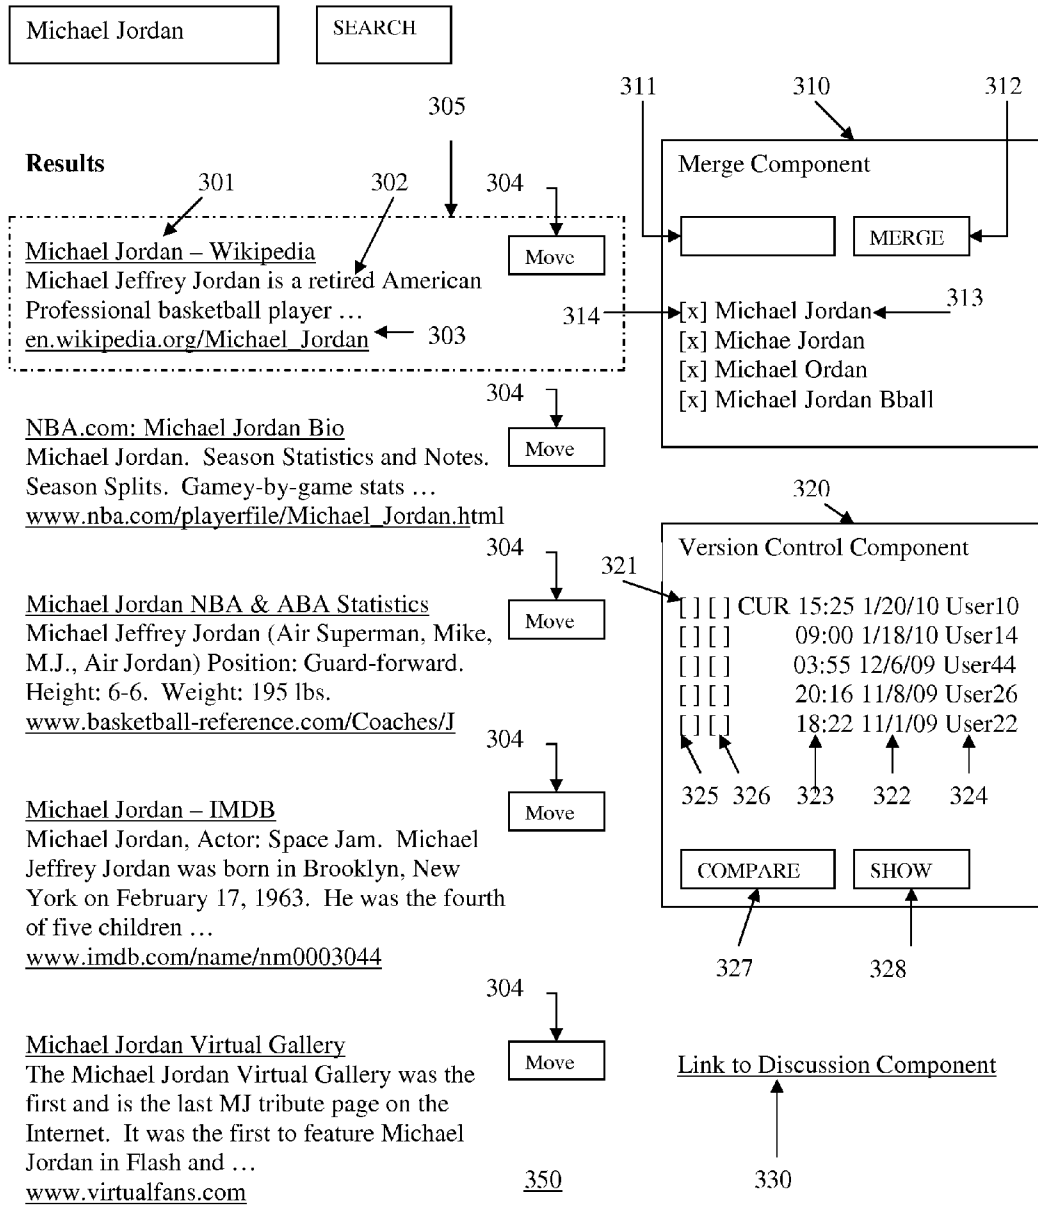 Michael Jordan
SEARCH
305
311
310
312
Results
301
302
304
Michael Jordan – Wikipedia
Michael Jeffrey Jordan is a retired American
Professional basketball player …
en.wikipedia.org/Michael_Jordan
303
Move
Merge Component
MERGE
314
313
[x] Michael Jordan
[x] Michae Jordan
[x] Michael Ordan
[x] Michael Jordan Bball
304
NBA.com: Michael Jordan Bio
Michael Jordan. Season Statistics and Notes.
Season Splits. Gamey-by-game stats …
www.nba.com/playerfile/Michael_Jordan.html
Move
320
Version Control Component
321
[ ] [ ] CUR 15:25 1/20/10 User10
[ ] [ ] 09:00 1/18/10 User14
[ ] [ ] 03:55 12/6/09 User44
[ ] [ ] 20:16 11/8/09 User26
[ ] [ ] 18:22 11/1/09 User22
325 326 323 322 324
COMPARE
SHOW
327
328
304
Michael Jordan NBA & ABA Statistics
Michael Jeffrey Jordan (Air Superman, Mike,
M.J., Air Jordan) Position: Guard-forward.
Height: 6-6. Weight: 195 lbs.
www.basketball-reference.com/Coaches/J
Move
304
Michael Jordan – IMDB
Michael Jordan, Actor: Space Jam. Michael
Jeffrey Jordan was born in Brooklyn, New
York on February 17, 1963. He was the fourth
of five children …
www.imdb.com/name/nm0003044
Move
304
Michael Jordan Virtual Gallery
The Michael Jordan Virtual Gallery was the
first and is the last MJ tribute page on the
Internet. It was the first to feature Michael
Jordan in Flash and …
www.virtualfans.com
Move
Link to Discussion Component
330
350